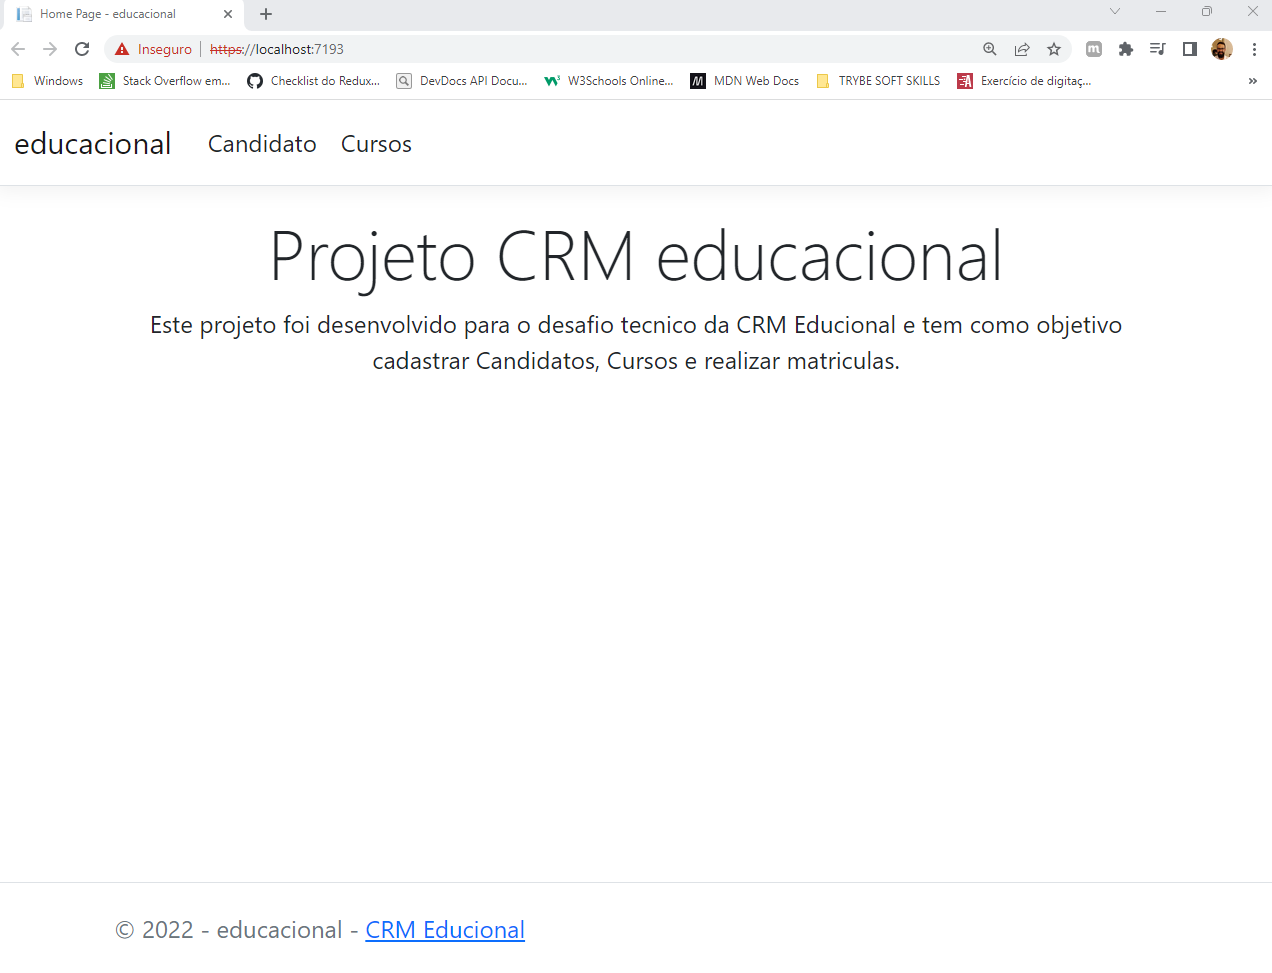 Home Page - educacional
Inseguro https://localhost:7193
Windows Stack Overflow em... Checklist do Redux... DevDocs API Docu... W3Schools Online... MDN Web Docs TRYBE SOFT SKILLS Exercício de digitaç... »
educacional Candidato Cursos
Projeto CRM educacional
Este projeto foi desenvolvido para o desafio tecnico da CRM Educional e tem como objetivo
cadastrar Candidatos, Cursos e realizar matriculas.
© 2022 - educacional - CRM Educional